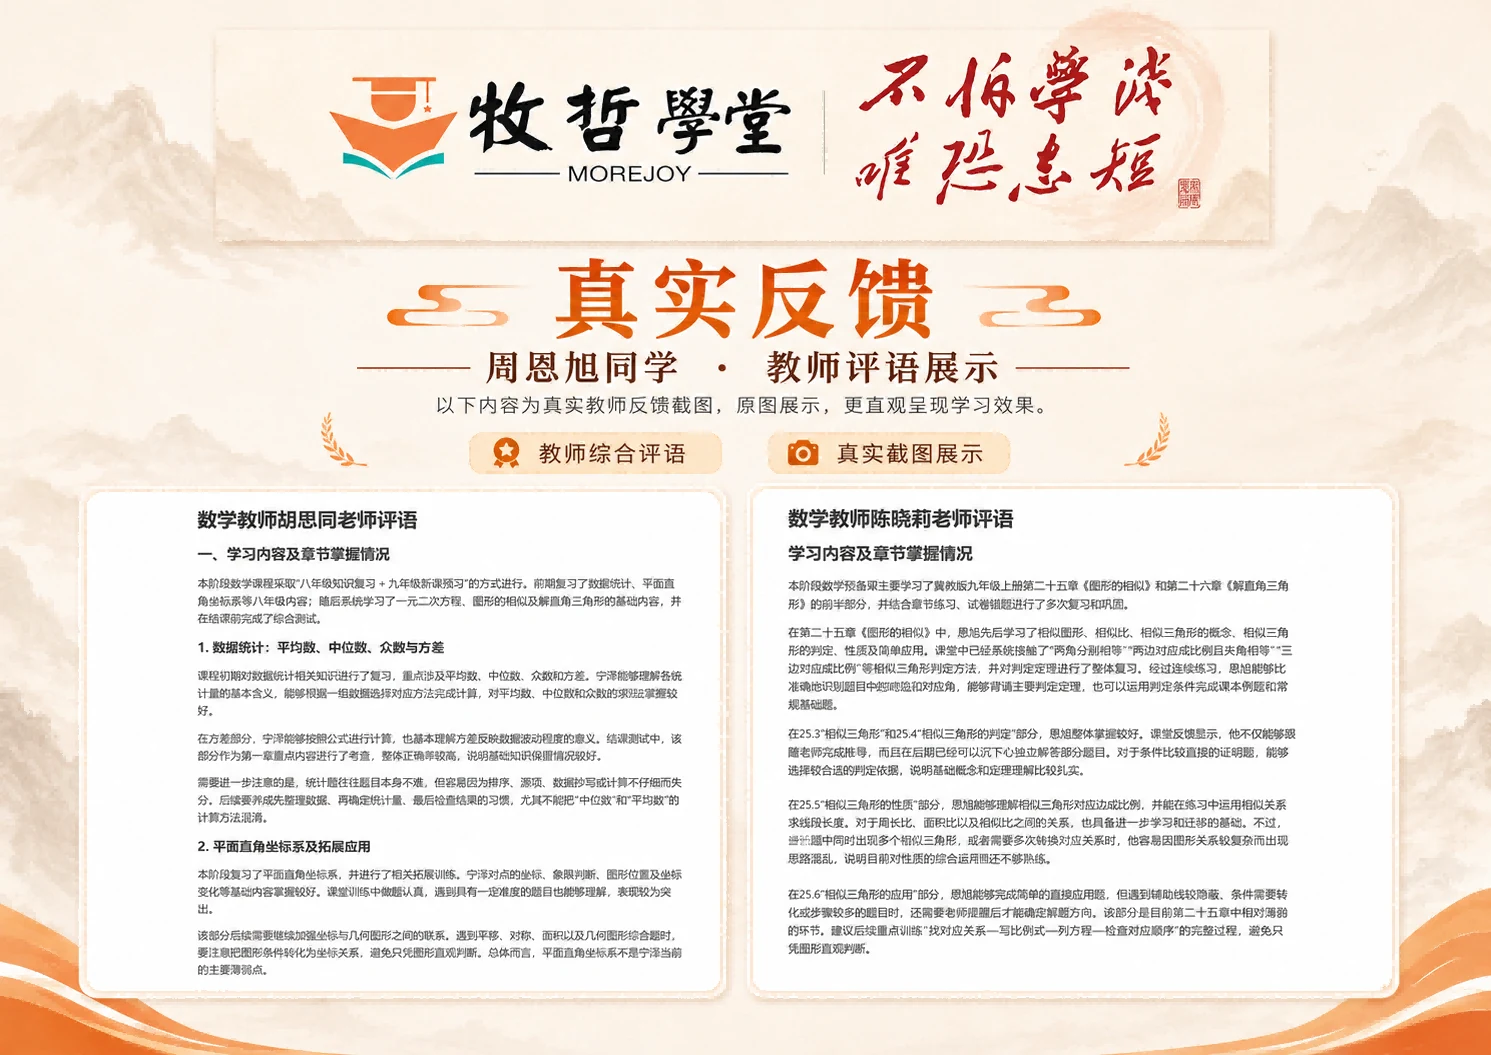 牧哲學堂
MOREJOY
不怕學淺
唯恐志短
真实反馈
周恩旭同学 · 教师评语展示
以下内容为真实教师反馈截图，原图展示，更直观呈现学习效果。
教师综合评语
真实截图展示
数学教师胡思同老师评语
一、学习内容及章节掌握情况
本阶段数学课程采取“八年级知识复习 + 九年级新课预习”的方式进行。前期复习了数据统计、平面直
角坐标系等八年级内容；随后系统学习了一元二次方程、图形的相似及解直角三角形的基础内容，并
在结课前完成了综合测试。
1. 数据统计：平均数、中位数、众数与方差
课程初期对数据统计相关知识进行了复习，重点涉及平均数、中位数、众数和方差。宁泽能够理解各统
计量的基本含义，能够根据一组数据选择对应方法完成计算，对平均数、中位数和众数的求掌握较
好。
在方差部分，宁泽能够按照公式进行计算，也基本理解方差反映数据波动程度的意义。结课测试中，该
部分作为第一章重点内容进行了考查，整体正确率较高，说明基础知识保留情况较好。
需要进一步注意的是，统计题往往题目本身不难，但容易因为排序、源项、数据抄写或计算不仔细而失
分。后续要养成先整理数据、再确定统计量、最后检查结果的习惯，尤其不能把“中位数”和“平均数”的
计算方法混淆。
2. 平面直角坐标系及拓展应用
本阶段复习了平面直角坐标系，并进行了相关拓展训练。宁泽对点的坐标、象限判断、图形位置及坐标
变化等基础内容掌握较好。课堂训练中做题认真，遇到具有一定难度的题目也能够理解，表现较为突
出。
该部分后续需要继续加强坐标与几何图形之间的联系。遇到平移、对称、面积以及几何图形综合题时，
要注意把图形条件转化为坐标关系，避免只凭图形直观判断。总体而言，平面直角坐标系不是宁泽当前
的主要薄弱点。
数学教师陈晓莉老师评语
学习内容及章节掌握情况
本阶段数学预备课主要学习了冀教版九年级上册第二十五章《图形的相似》和第二十六章《解直角三角
形》的前半部分，并结合章节练习、试卷错题进行了多次复习和巩固。
在第二十五章《图形的相似》中，思旭先后学习了相似图形、相似比、相似三角形的概念、相似三角
形的判定、性质及简单应用。课堂中已经系统接触了“两角分别相等”“两边对应成比例且夹角相等”“三
边对应成比例”等相似三角形判定方法，并对判定定理进行了整体复习。经过连续练习，思旭能够比
准确地识别题目中和对应角，能够背诵主要判定定理，也可以运用判定条件完成课本例题和常
规基础题。
在25.3“相似三角形”和25.4“相似三角形的判定”部分，思旭整体掌握较好。课堂反馈显示，他不仅能够跟
随老师完成推导，而且在后期已经可以沉下心独立解答部分题目。对于条件比较直接的证明题，能够
选择较合适的判定依据，说明基础概念和定理理解比较扎实。
在25.5“相似三角形的性质”部分，思旭能够理解相似三角形对应边成比例，并能在练习中运用相似关系
求线段长度。对于周长比、面积比以及相似比之间的关系，也具备进一步学习和迁移的基础。不过，
题中同时出现多个相似三角形，或者需要多次转换对应关系时，他容易因图形关系较复杂而出现
思路混乱，说明目前对性质的综合运用还不够熟练。
在25.6“相似三角形的应用”部分，思旭能够完成简单的直接应用题，但遇到辅助线较隐蔽、条件需要转
化或步骤较多的题目时，还需要老师提醒后才能确定解题方向。该部分是目前第二十五章中相对薄弱
的环节。建议后续重点训练“找对应关系—写比例式—列方程—检查对应顺序”的完整过程，避免只
凭图形直观判断。